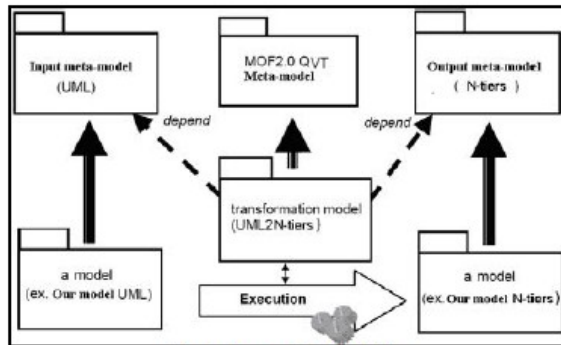 Input meta-model
(UML)
MOF2.0 QVT
Meta-model
Output meta-model
( N-tiers )
depend
depend
transformation model
(UML2N-tiers)
a model
(ex. Our model UML)
Execution
a model
(ex. Our model N-tiers)